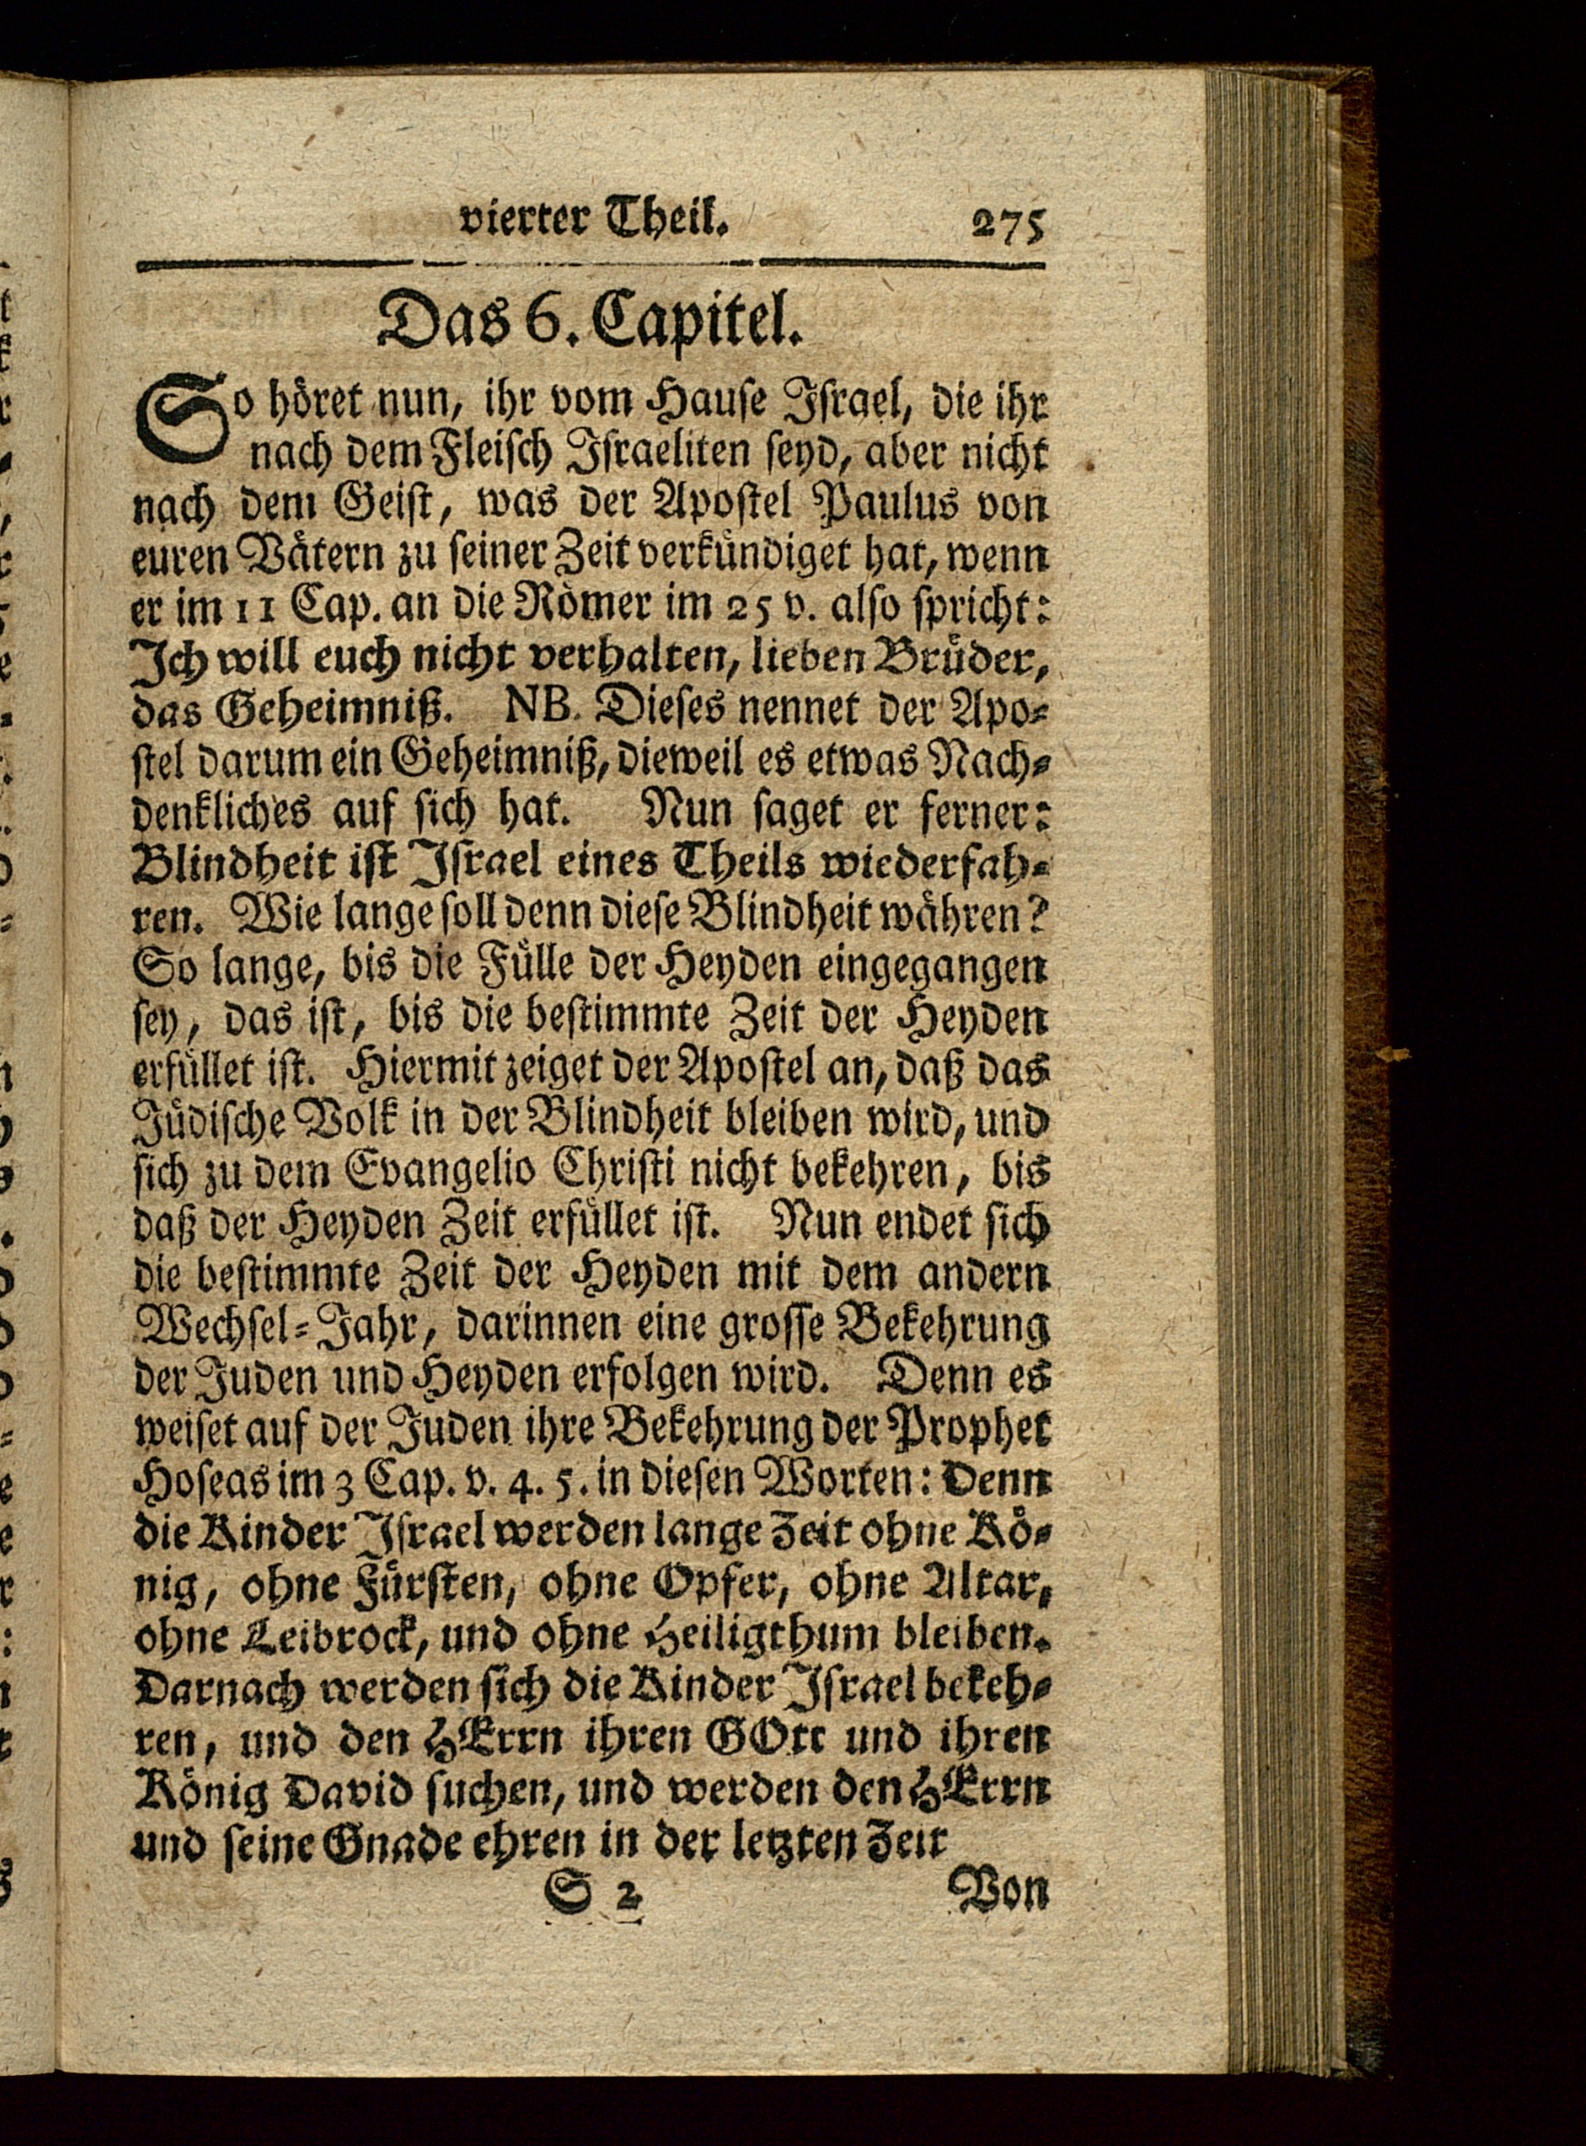 vierter Theil. 275
Das 6. Capitel.
So höret nun, ihr vom Hause Israel, die ihr
nach dem Fleisch Israeliten seyd, aber nicht
nach dem Geist, was der Apostel Paulus von
euren Vätern zu seiner Zeit verkündiget hat, wenn
er im 11 Cap. an die Römer im 25 v. also spricht:
Ich will euch nicht verhalten, lieben Brüder,
das Geheimniß. NB. Dieses nennet der Apo-
stel darum ein Geheimniß, dieweil es etwas Nach-
denkliches auf sich hat. Nun saget er ferner:
Blindheit ist Israel eines Theils wiederfah-
ren. Wie lange soll denn diese Blindheit währen?
So lange, bis die Fülle der Heyden eingegangen
sey, das ist, bis die bestimmte Zeit der Heyden
erfüllet ist. Hiermit zeiget der Apostel an, daß das
Jüdische Volk in der Blindheit bleiben wird, und
sich zu dem Evangelio Christi nicht bekehren, bis
daß der Heyden Zeit erfüllet ist. Nun endet sich
die bestimmte Zeit der Heyden mit dem andern
Wechsel-Jahr, darinnen eine grosse Bekehrung
der Juden und Heyden erfolgen wird. Denn es
weiset auf der Jüden ihre Bekehrung der Prophet
Hoseas im 3 Cap. v. 4. 5. in diesen Worten: Denn
die Kinder Israel werden lange Zeit ohne Kö-
nig, ohne Fürsten, ohne Opfer, ohne Altar,
ohne Leibrock, und ohne Heiligthum bleiben.
Darnach werden sich die Kinder Israel bekeh-
ren, und den HErrn ihren GOtt und ihren
König David suchen, und werden den HErrn
und seine Gnade ehren in der letzten Zeit
S 2 Von